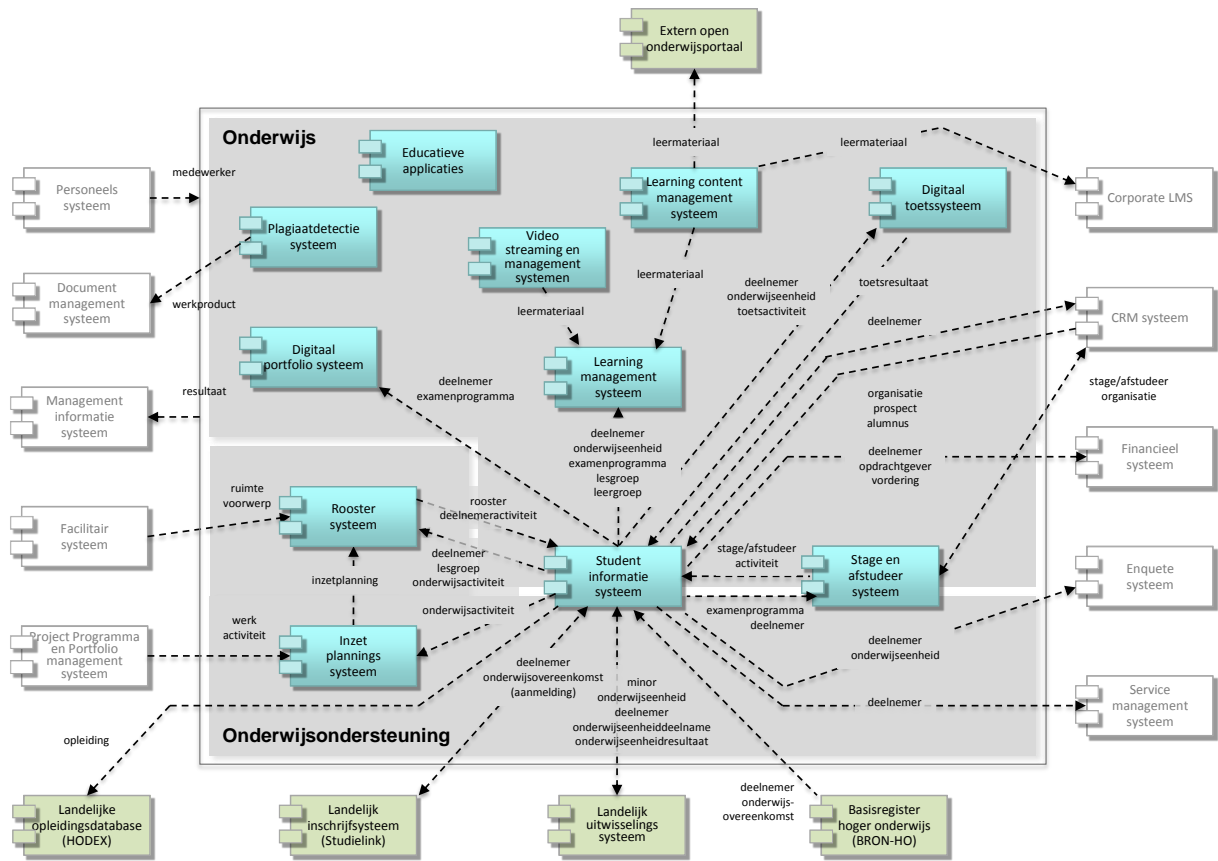 Extern open
onderwijsportaal
Onderwijs
Educatieve
applicaties
leermateriaal
leermateriaal
Personeels
systeem
medewerker
Learning content
management
systeem
Digitaal
toetssysteem
Corporate LMS
Plagiaatdetectie
systeem
Video
streaming en
management
systemen
Document
management
systeem
werkproduct
leermateriaal
leermateriaal
deelnemer
onderwijseenheid
toetsactiviteit
toetsresultaat
deelnemer
CRM systeem
Digitaal
portfolio systeem
Learning
management
systeem
deelnemer
examenprogramma
Management
informatie
systeem
resultaat
organisatie
prospect
alumnus
stage/afstudeer
organisatie
deelnemer
onderwijseenheid
examenprogramma
lesgroep
leergroep
deelnemer
opdrachtgever
vordering
Financieel
systeem
ruimte
voorwerp
Rooster
systeem
rooster
deelnemeractiviteit
Facilitair
systeem
deelnemer
lesgroep
onderwijsactiviteit
Student
informatie
systeem
stage/afstudeer
activiteit
Stage en
afstudeer
systeem
Enquete
systeem
inzetplanning
onderwijsactiviteit
examenprogramma
deelnemer
werk
activiteit
Project Programma
en Portfolio
management
systeem
Inzet
plannings
systeem
deelnemer
onderwijsovereenkomst
(aanmelding)
minor
onderwijseenheid
deelnemer
onderwijseenheiddeelname
onderwijseenheidresultaat
deelnemer
onderwijseenheid
deelnemer
Service
management
systeem
opleiding
Onderwijsondersteuning
deelnemer
onderwijs-
overeenkomst
Landelijke
opleidingsdatabase
(HODEX)
Landelijk
inschrijfsysteem
(Studielink)
Landelijk
uitwisselings
systeem
Basisregister
hoger onderwijs
(BRON-HO)